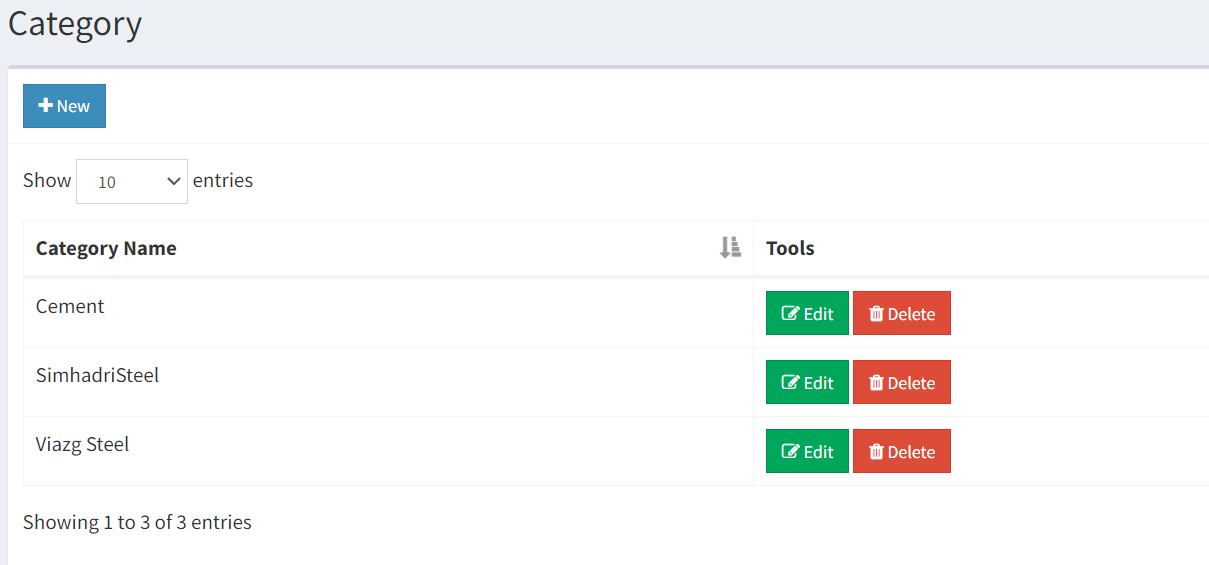 Category
New
Show 10 entries
Category Name Tools
Cement Edit Delete
SimhadriSteel Edit Delete
Viazg Steel Edit Delete
Showing 1 to 3 of 3 entries